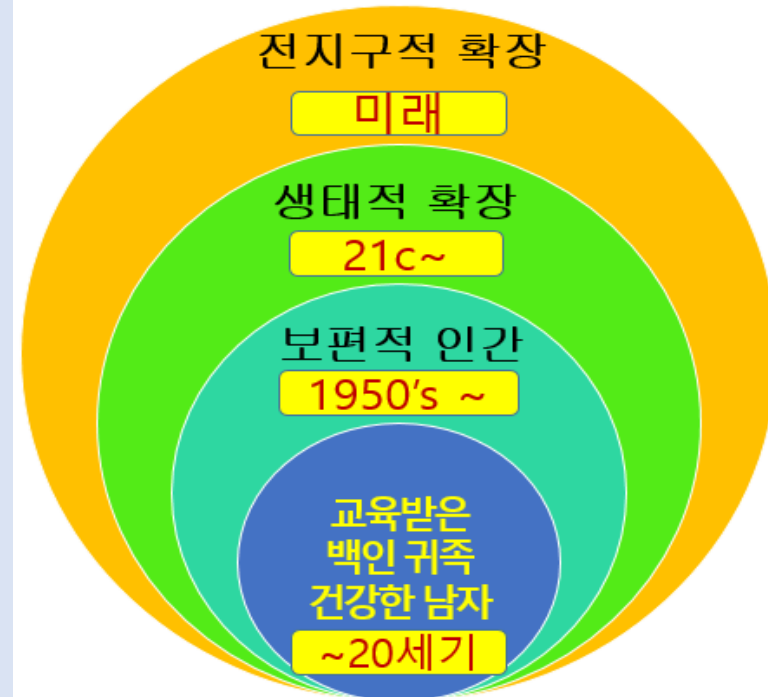 전지구적 확장
미래
생태적 확장
21c~
보편적 인간
1950's ~
교육받은
백인 귀족
건강한 남자
~20세기